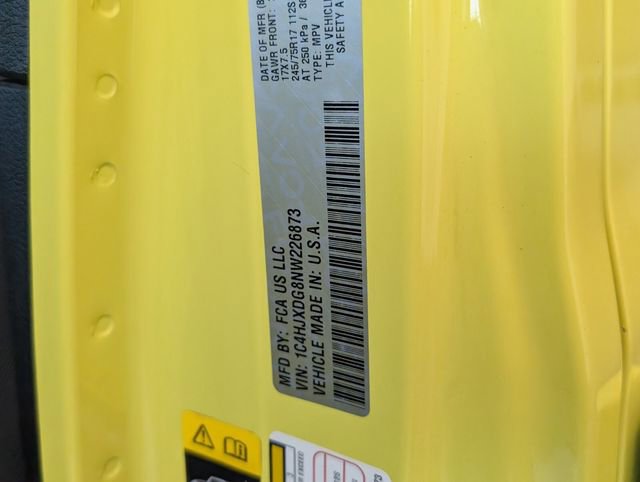 DATE OF MFR
GAWR FRONT:
17X7.5
245/75R17 112S
AT 250 kPa /
TYPE: MPV
THIS VEHICLE
SAFETY
MFD BY: FCA US LLC
VIN: 1C4HJXDG8NW226873
VEHICLE MADE IN: U.S.A.
EXCEED